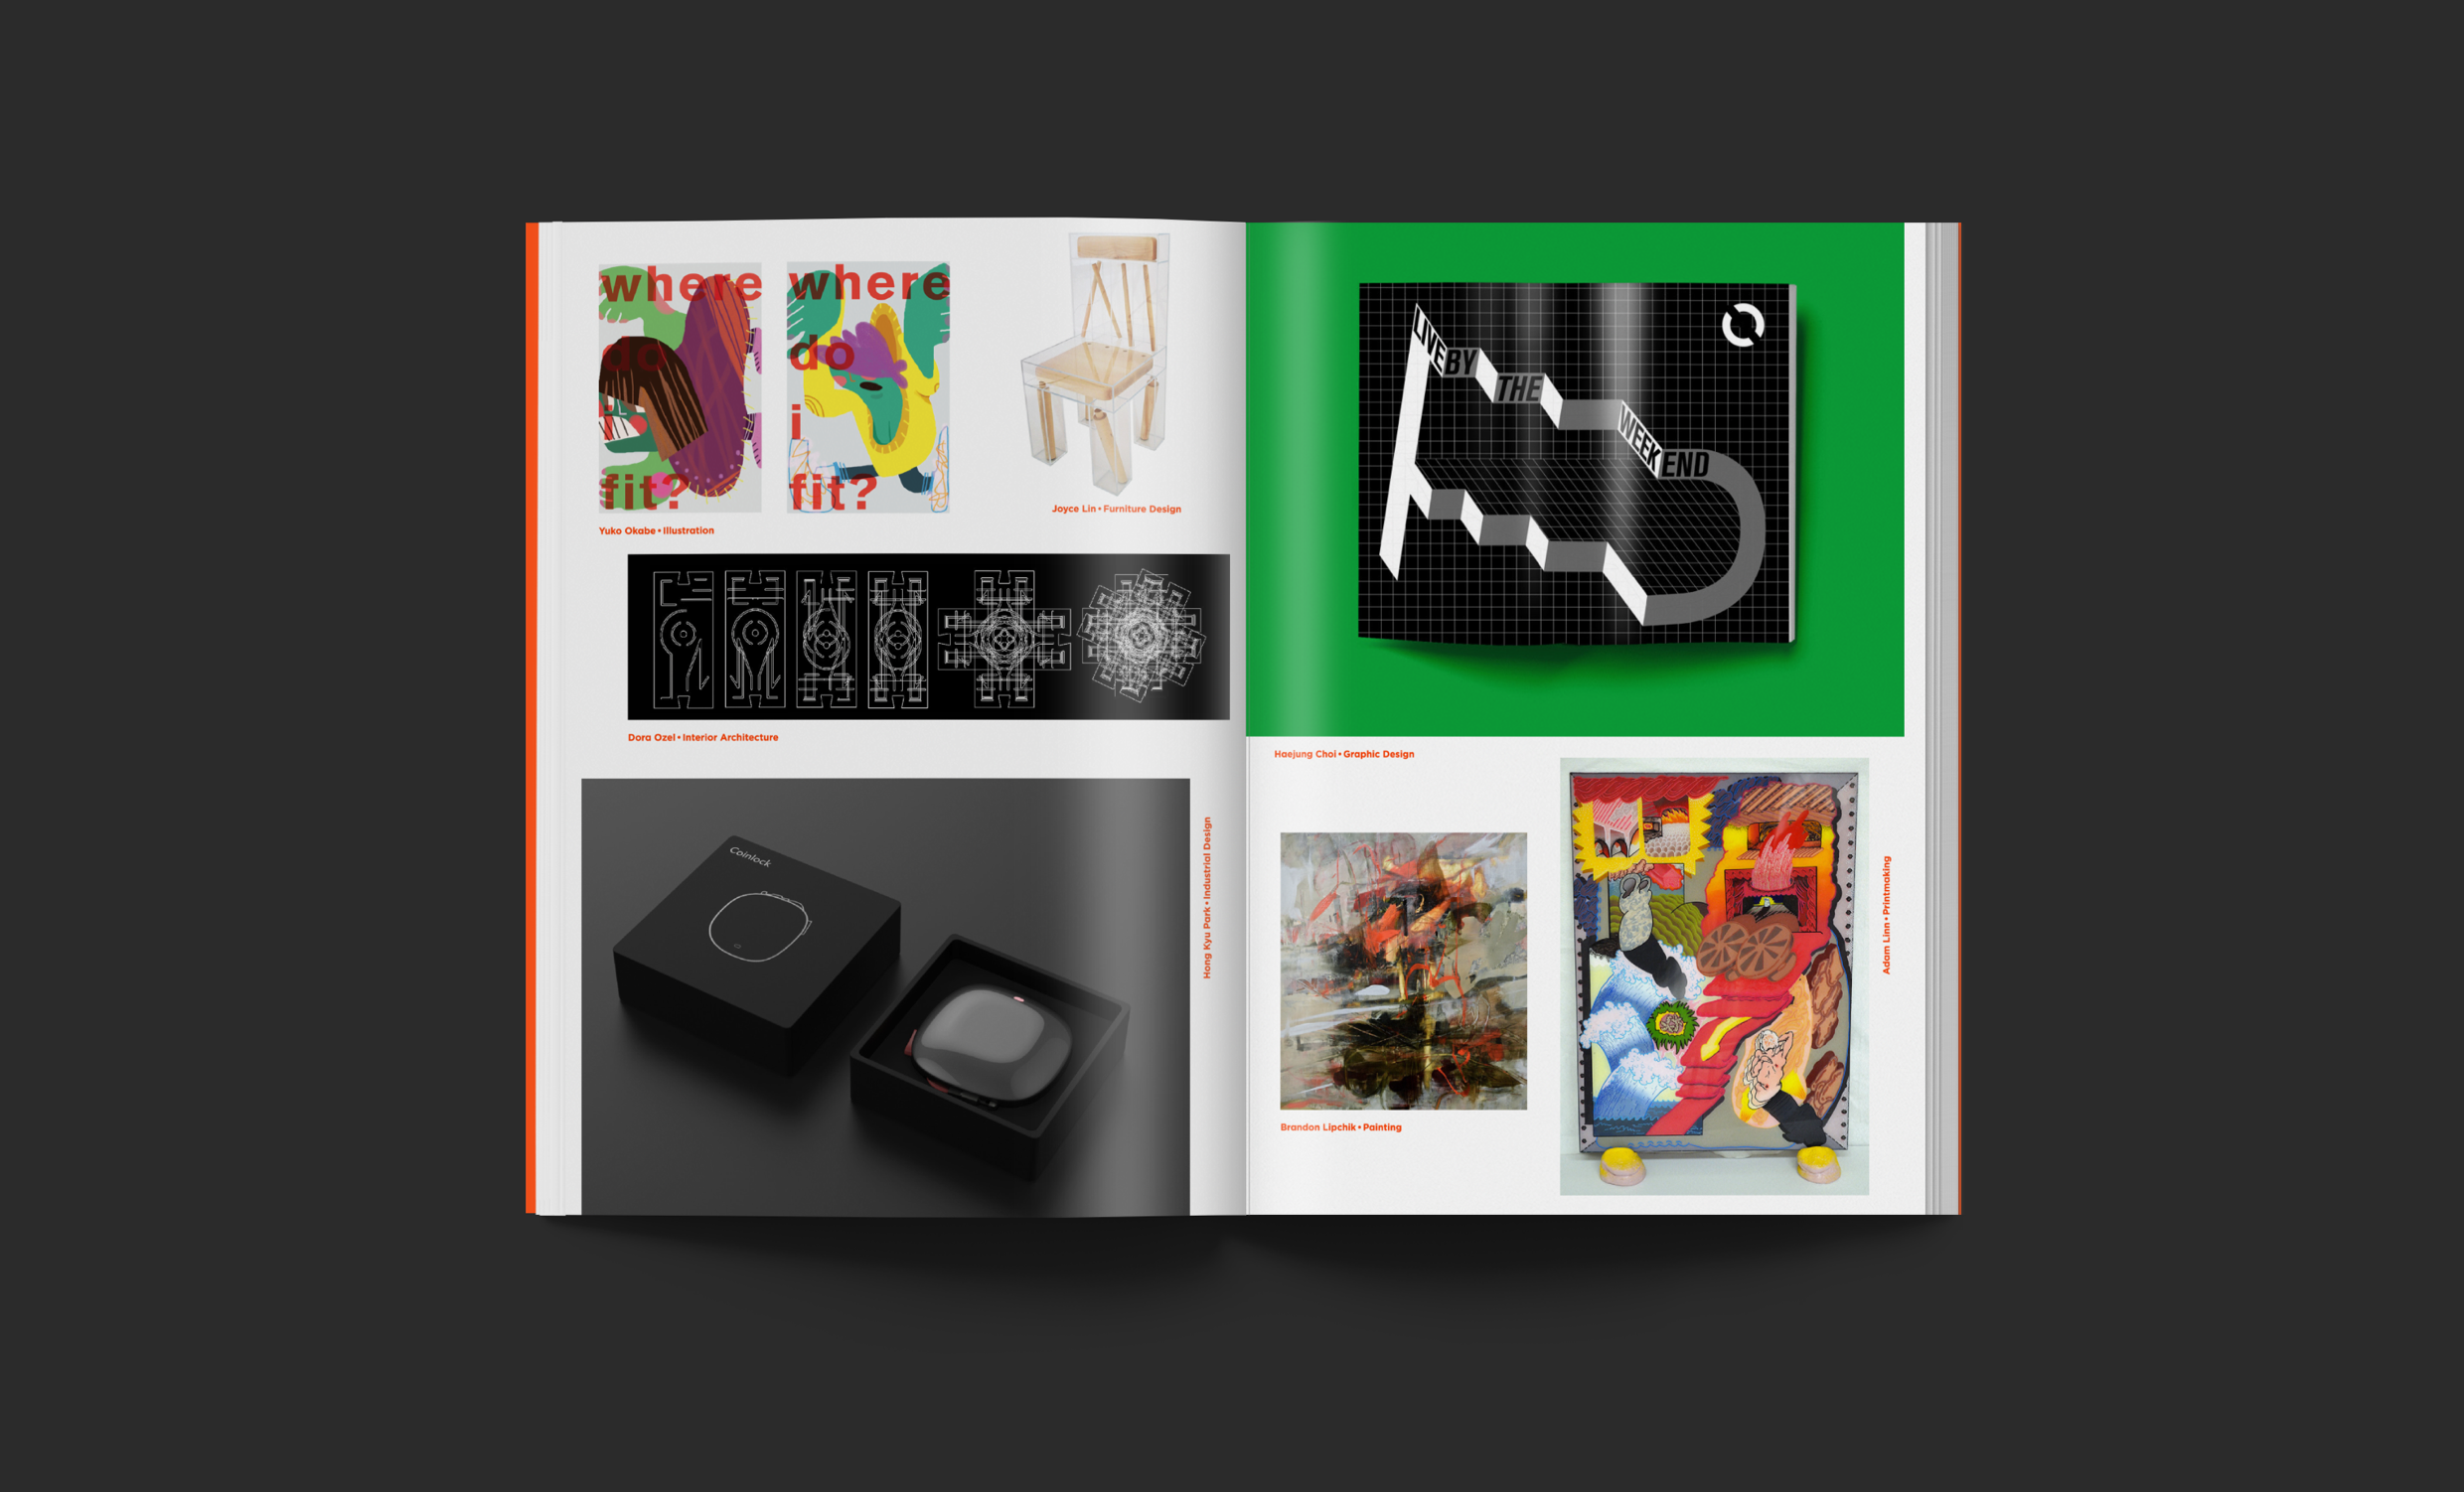 where
do
i
fit?
where
do
i
fit?
Yuko Okabe • Illustration
Joyce Lin • Furniture Design
Dora Ozel • Interior Architecture
Coinlock
Hong Kyu Park • Industrial Design
LIVE BY THE WEEKEND
Haejung Choi • Graphic Design
Brandon Lipchik • Painting
Adam Linn • Printmaking